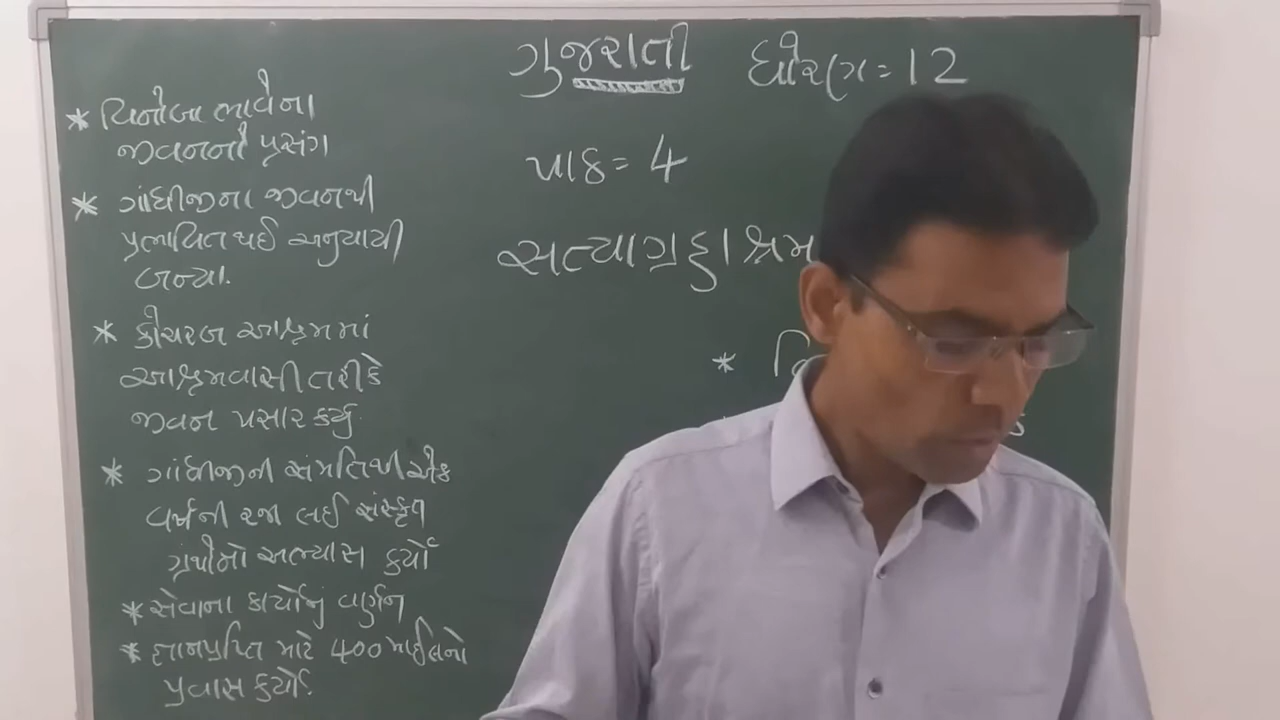 ગુજરાતી ધોરણ = 12
પાઠ = 4
સત્યાગ્રહાશ્રમ
* વિનોબા ભાવેના
જીવનનો પ્રસંગ
* ગાંધીજીના જીવનથી
પ્રભાવિત થઈ અનુયાયી
બન્યા.
* કોચરબ આશ્રમમાં
આશ્રમવાસી તરીકે
જીવન પસાર કર્યું.
* ગાંધીજીની સંમતિથી એક
વર્ષની રજા લઈ સંસ્કૃત
ગ્રંથોનો અભ્યાસ કર્યો
* સેવાના કાર્યોનું વર્ણન
* જ્ઞાનપ્રાપ્તિ માટે 400 માઈલનો
પ્રવાસ કર્યો.